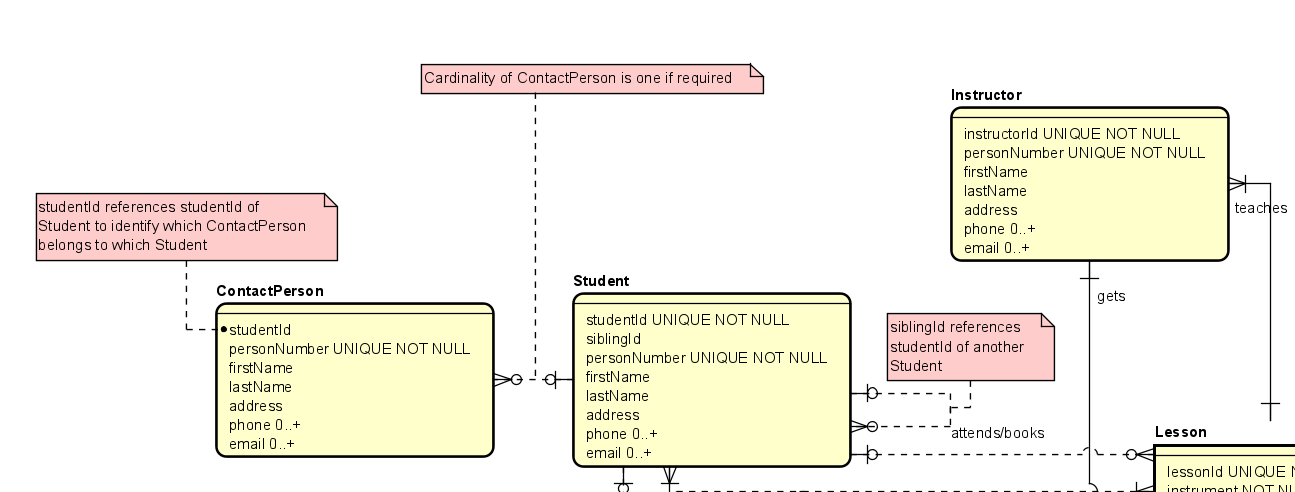 Cardinality of ContactPerson is one if required
Instructor
instructorId UNIQUE NOT NULL
personNumber UNIQUE NOT NULL
firstName
lastName
address
phone 0..+
email 0..+
teaches
gets
studentId references studentId of
Student to identify which ContactPerson
belongs to which Student
ContactPerson
studentId
personNumber UNIQUE NOT NULL
firstName
lastName
address
phone 0..+
email 0..+
Student
studentId UNIQUE NOT NULL
siblingId
personNumber UNIQUE NOT NULL
firstName
lastName
address
phone 0..+
email 0..+
siblingId references
studentId of another
Student
attends/books
Lesson
lessonId UNIQUE
instrument NOT